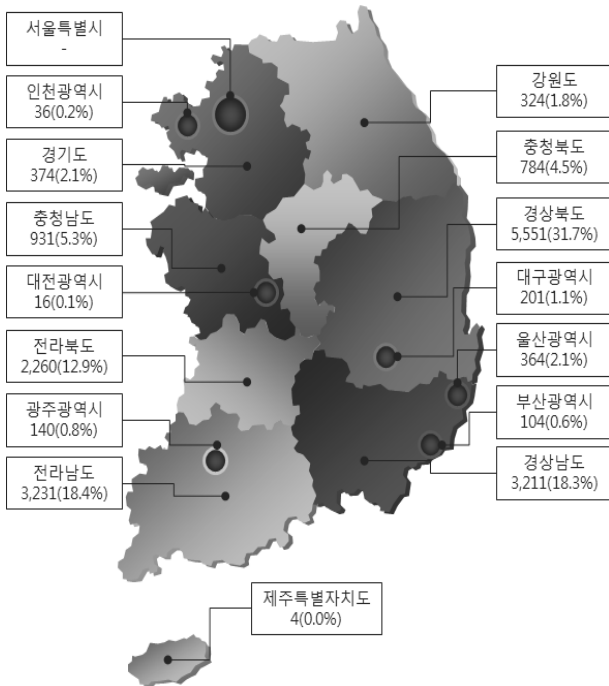 서울특별시
-
인천광역시
36(0.2%)
경기도
374(2.1%)
충청남도
931(5.3%)
대전광역시
16(0.1%)
전라북도
2,260(12.9%)
광주광역시
140(0.8%)
전라남도
3,231(18.4%)
강원도
324(1.8%)
충청북도
784(4.5%)
경상북도
5,551(31.7%)
대구광역시
201(1.1%)
울산광역시
364(2.1%)
부산광역시
104(0.6%)
경상남도
3,211(18.3%)
제주특별자치도
4(0.0%)